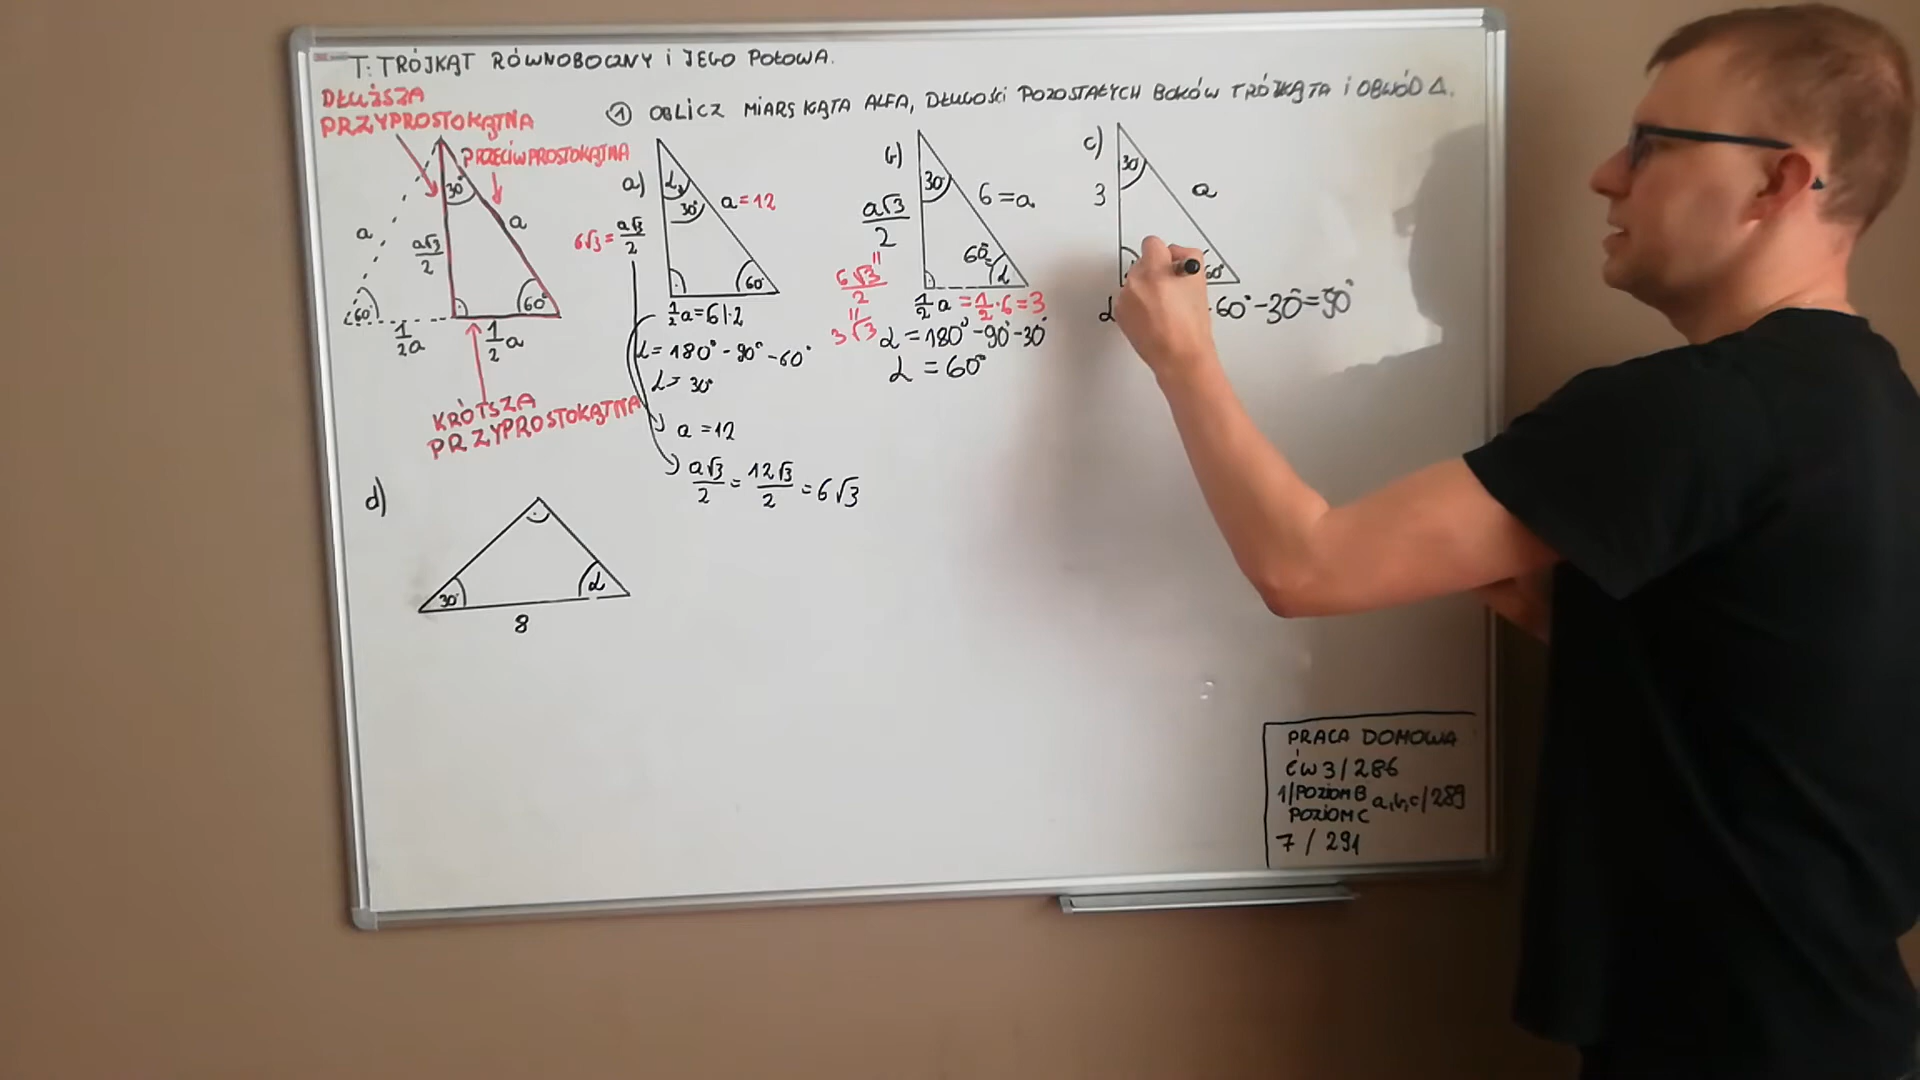 T: TRÓJKĄT RÓWNOBOCZNY i JEGO POŁOWA.
DŁUŻSZA
PRZYPROSTOKĄTNA
PRZECIWPROSTOKĄTNA
30°
a
a
a√3/2
60°
60°
1/2a
1/2 a
KRÓTSZA
PRZYPROSTOKĄTNA
① OBLICZ MIARĘ KĄTA ALFA, DŁUGOŚCI POZOSTAŁYCH BOKÓW TRÓJKĄTA i OBWÓD Δ.
a)
α
30°
a = 12
6√3 = a√3/2
60°
1/2 a = 6 |·2
α = 180° - 90° - 60°
α = 30°
a = 12
a√3/2 = 12√3/2 = 6√3
b)
30°
6 = a
a√3/2
60° =
α
6√3/2
"
3√3
1/2 a = 1/2 · 6 = 3
α = 180° - 90° - 30°
α = 60°
c)
30
3
a
60°
α
· 60° - 30° = 90°
d)
30°
α
8
PRACA DOMOWA
ĆW 3/286
1/POZIOM B a,b,c/289
POZIOM C
7 / 291